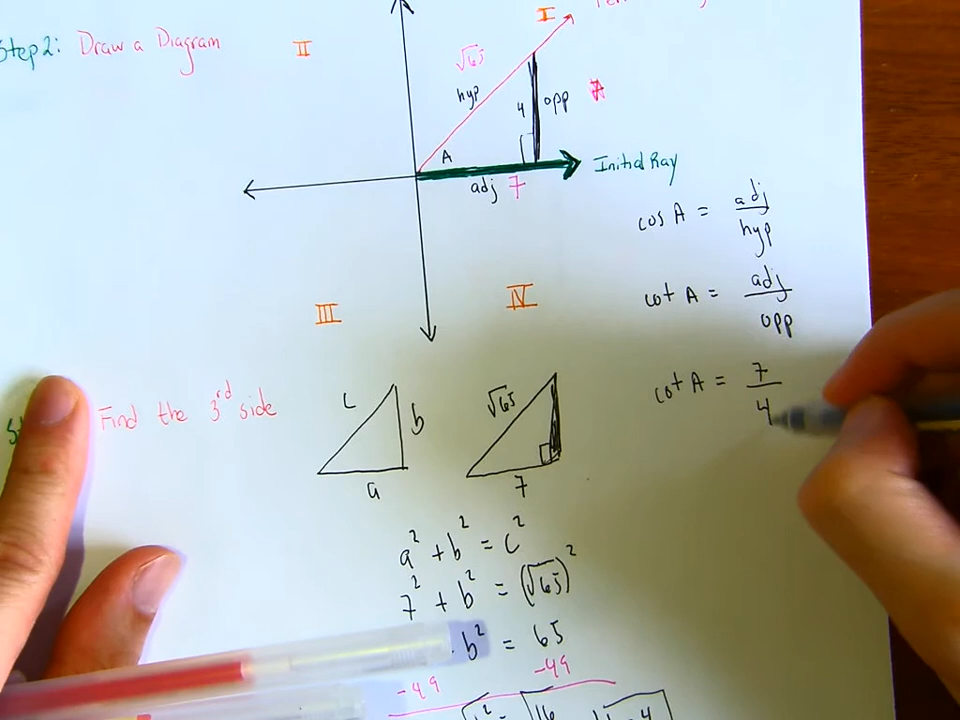 Step 2: Draw a Diagram
II
I
√65
hyp
4
opp
A
A
Initial Ray
adj 7
cos A = adj/hyp
cot A = adj/opp
III
IV
cot A = 7/4
Find the 3rd side
c
b
a
√65
7
a² + b² = c²
7² + b² = (√65)²
b² = 65
-49 -49